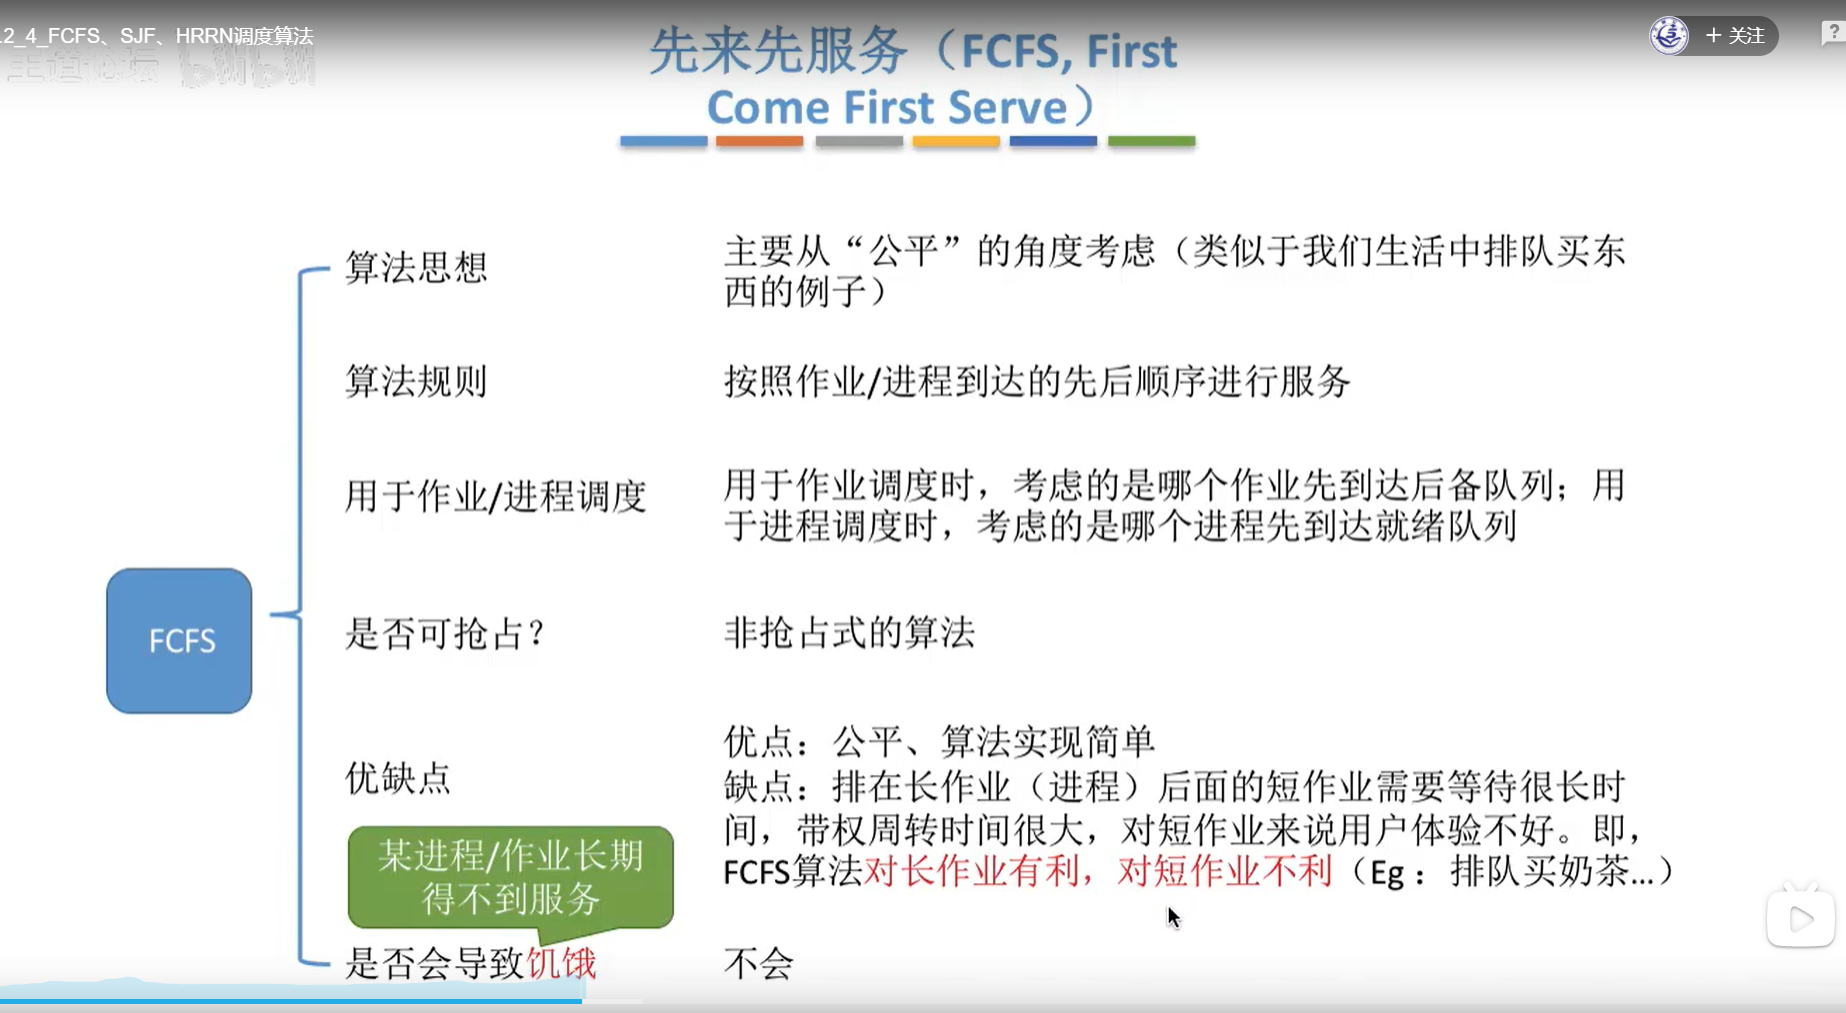 .2_4_FCFS、SJF、HRRN调度算法
王道论坛 bilibili
+ 关注
?
先来先服务（FCFS, First
Come First Serve）
算法思想
主要从“公平”的角度考虑（类似于我们生活中排队买东
西的例子）
算法规则
按照作业/进程到达的先后顺序进行服务
用于作业/进程调度
用于作业调度时，考虑的是哪个作业先到达后备队列；用
于进程调度时，考虑的是哪个进程先到达就绪队列
FCFS
是否可抢占？
非抢占式的算法
优缺点
优点：公平、算法实现简单
缺点：排在长作业（进程）后面的短作业需要等待很长时
间，带权周转时间很大，对短作业来说用户体验不好。即，
FCFS算法对长作业有利，对短作业不利（Eg：排队买奶茶...）
某进程/作业长期
得不到服务
是否会导致饥饿
不会